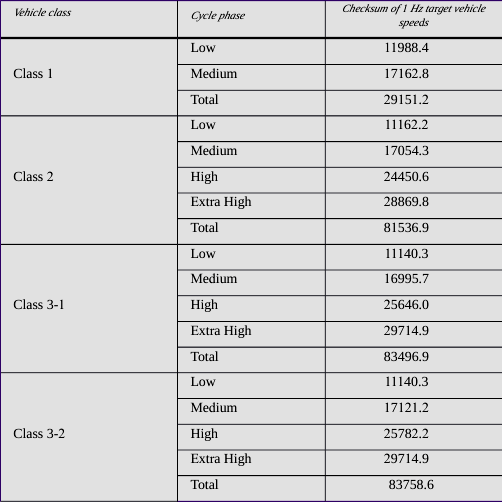 Vehicle class Cycle phase Checksum of 1 Hz target vehicle
speeds
Class 1
Low 11988.4
Medium 17162.8
Total 29151.2
Class 2
Low 11162.2
Medium 17054.3
High 24450.6
Extra High 28869.8
Total 81536.9
Class 3-1
Low 11140.3
Medium 16995.7
High 25646.0
Extra High 29714.9
Total 83496.9
Class 3-2
Low 11140.3
Medium 17121.2
High 25782.2
Extra High 29714.9
Total 83758.6